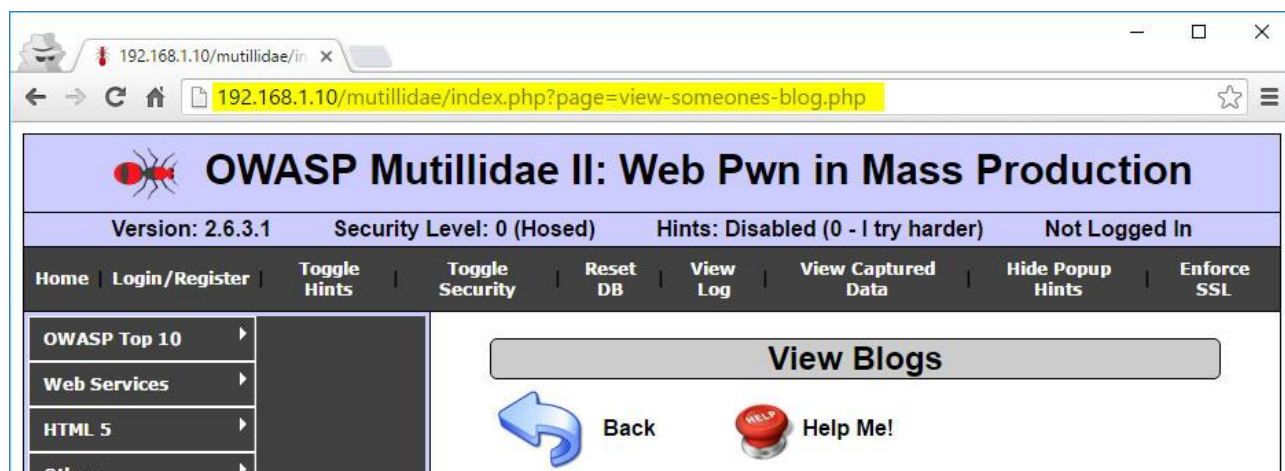 192.168.1.10/mutillidae/in
192.168.1.10/mutillidae/index.php?page=view-someones-blog.php
OWASP Mutillidae II: Web Pwn in Mass Production
Version: 2.6.3.1 Security Level: 0 (Hosed) Hints: Disabled (0 - I try harder) Not Logged In
Home Login/Register Toggle Hints Toggle Security Reset DB View Log View Captured Data Hide Popup Hints Enforce SSL
OWASP Top 10
Web Services
HTML 5
View Blogs
Back
HELP
Help Me!